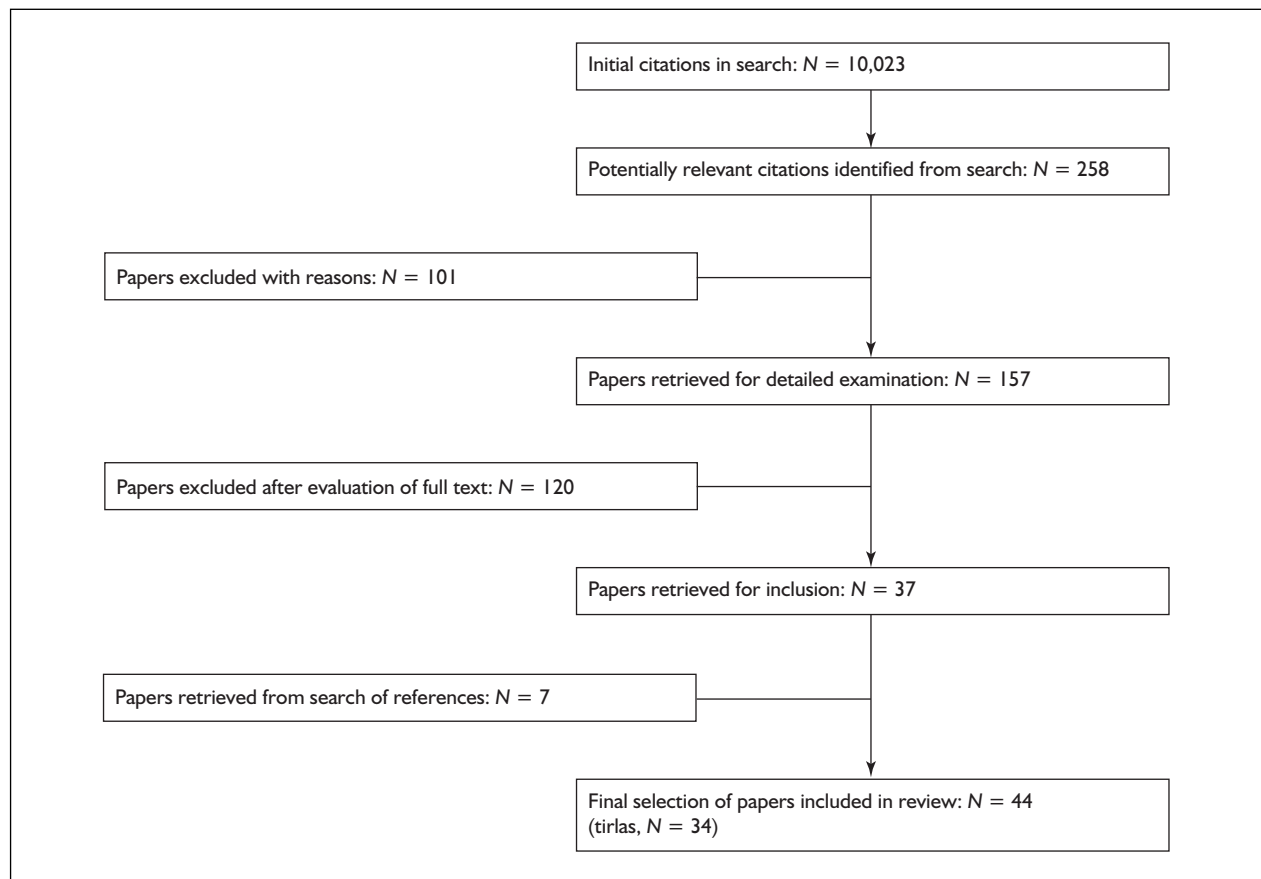 Initial citations in search: N = 10,023
Potentially relevant citations identified from search: N = 258
Papers excluded with reasons: N = 101
Papers retrieved for detailed examination: N = 157
Papers excluded after evaluation of full text: N = 120
Papers retrieved for inclusion: N = 37
Papers retrieved from search of references: N = 7
Final selection of papers included in review: N = 44
(tirlas, N = 34)